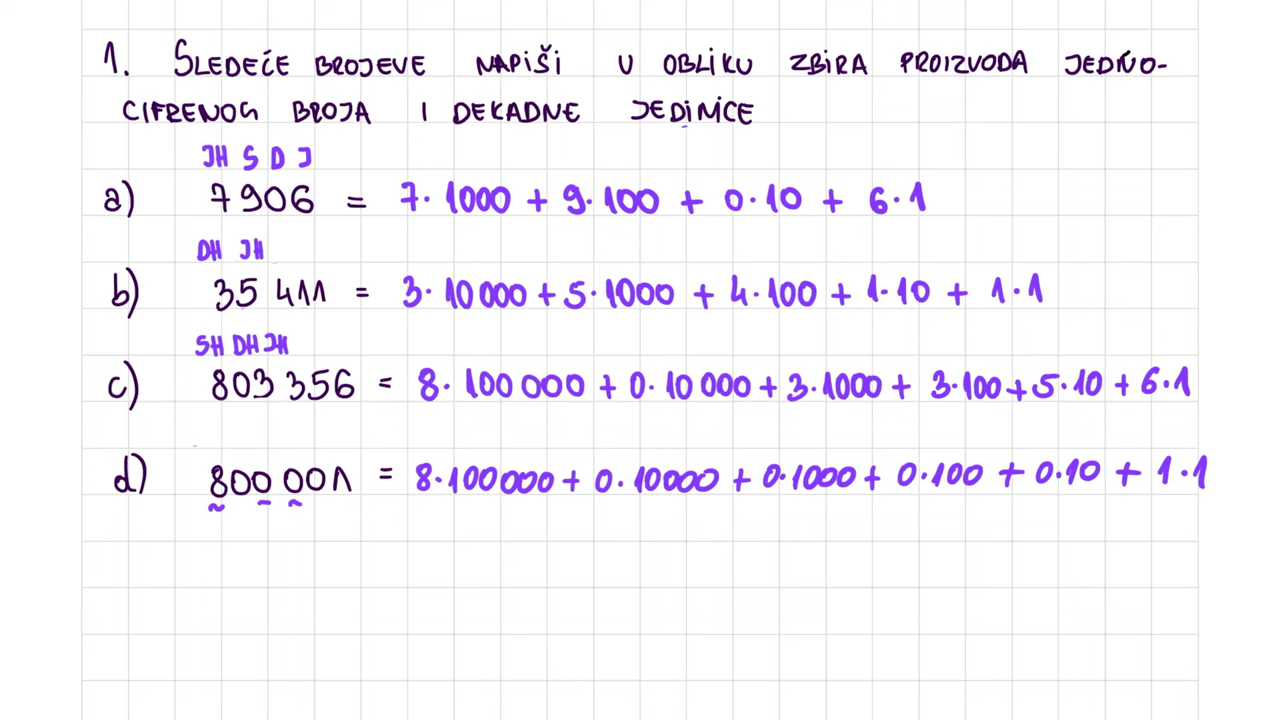 1. SLEDEĆE BROJEVE NAPIŠI U OBLIKU ZBIRA PROIZVODA JEDNO-
CIFRENOG BROJA I DEKADNE JEDINICE
JH S D J
a) 7906 = 7·1000 + 9·100 + 0·10 + 6·1
DH JH
b) 35 411 = 3·10 000 + 5·1000 + 4·100 + 1·10 + 1·1
SH DH JH
c) 803 356 = 8·100 000 + 0·10 000 + 3·1000 + 3·100 + 5·10 + 6·1
d) 800 001 = 8·100 000 + 0·10000 + 0·1000 + 0·100 + 0·10 + 1·1